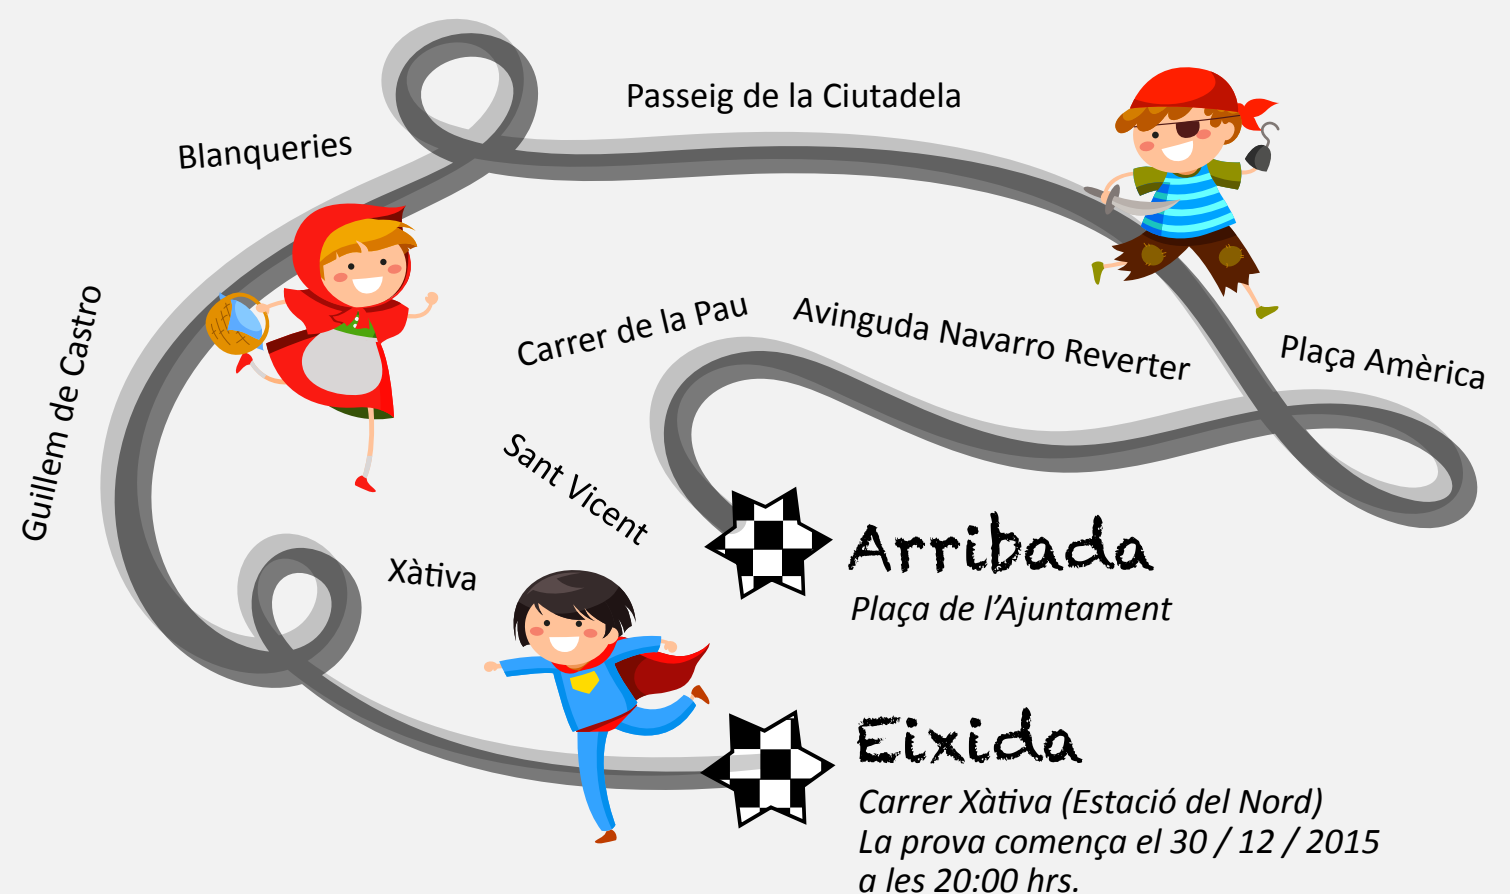 Passeig de la Ciutadela
Blanqueries
Carrer de la Pau
Avinguda Navarro Reverter
Plaça Amèrica
Guillem de Castro
Sant Vicent
Xàtiva
Arribada
Plaça de l’Ajuntament
Eixida
Carrer Xàtiva (Estació del Nord)
La prova comença el 30 / 12 / 2015
a les 20:00 hrs.